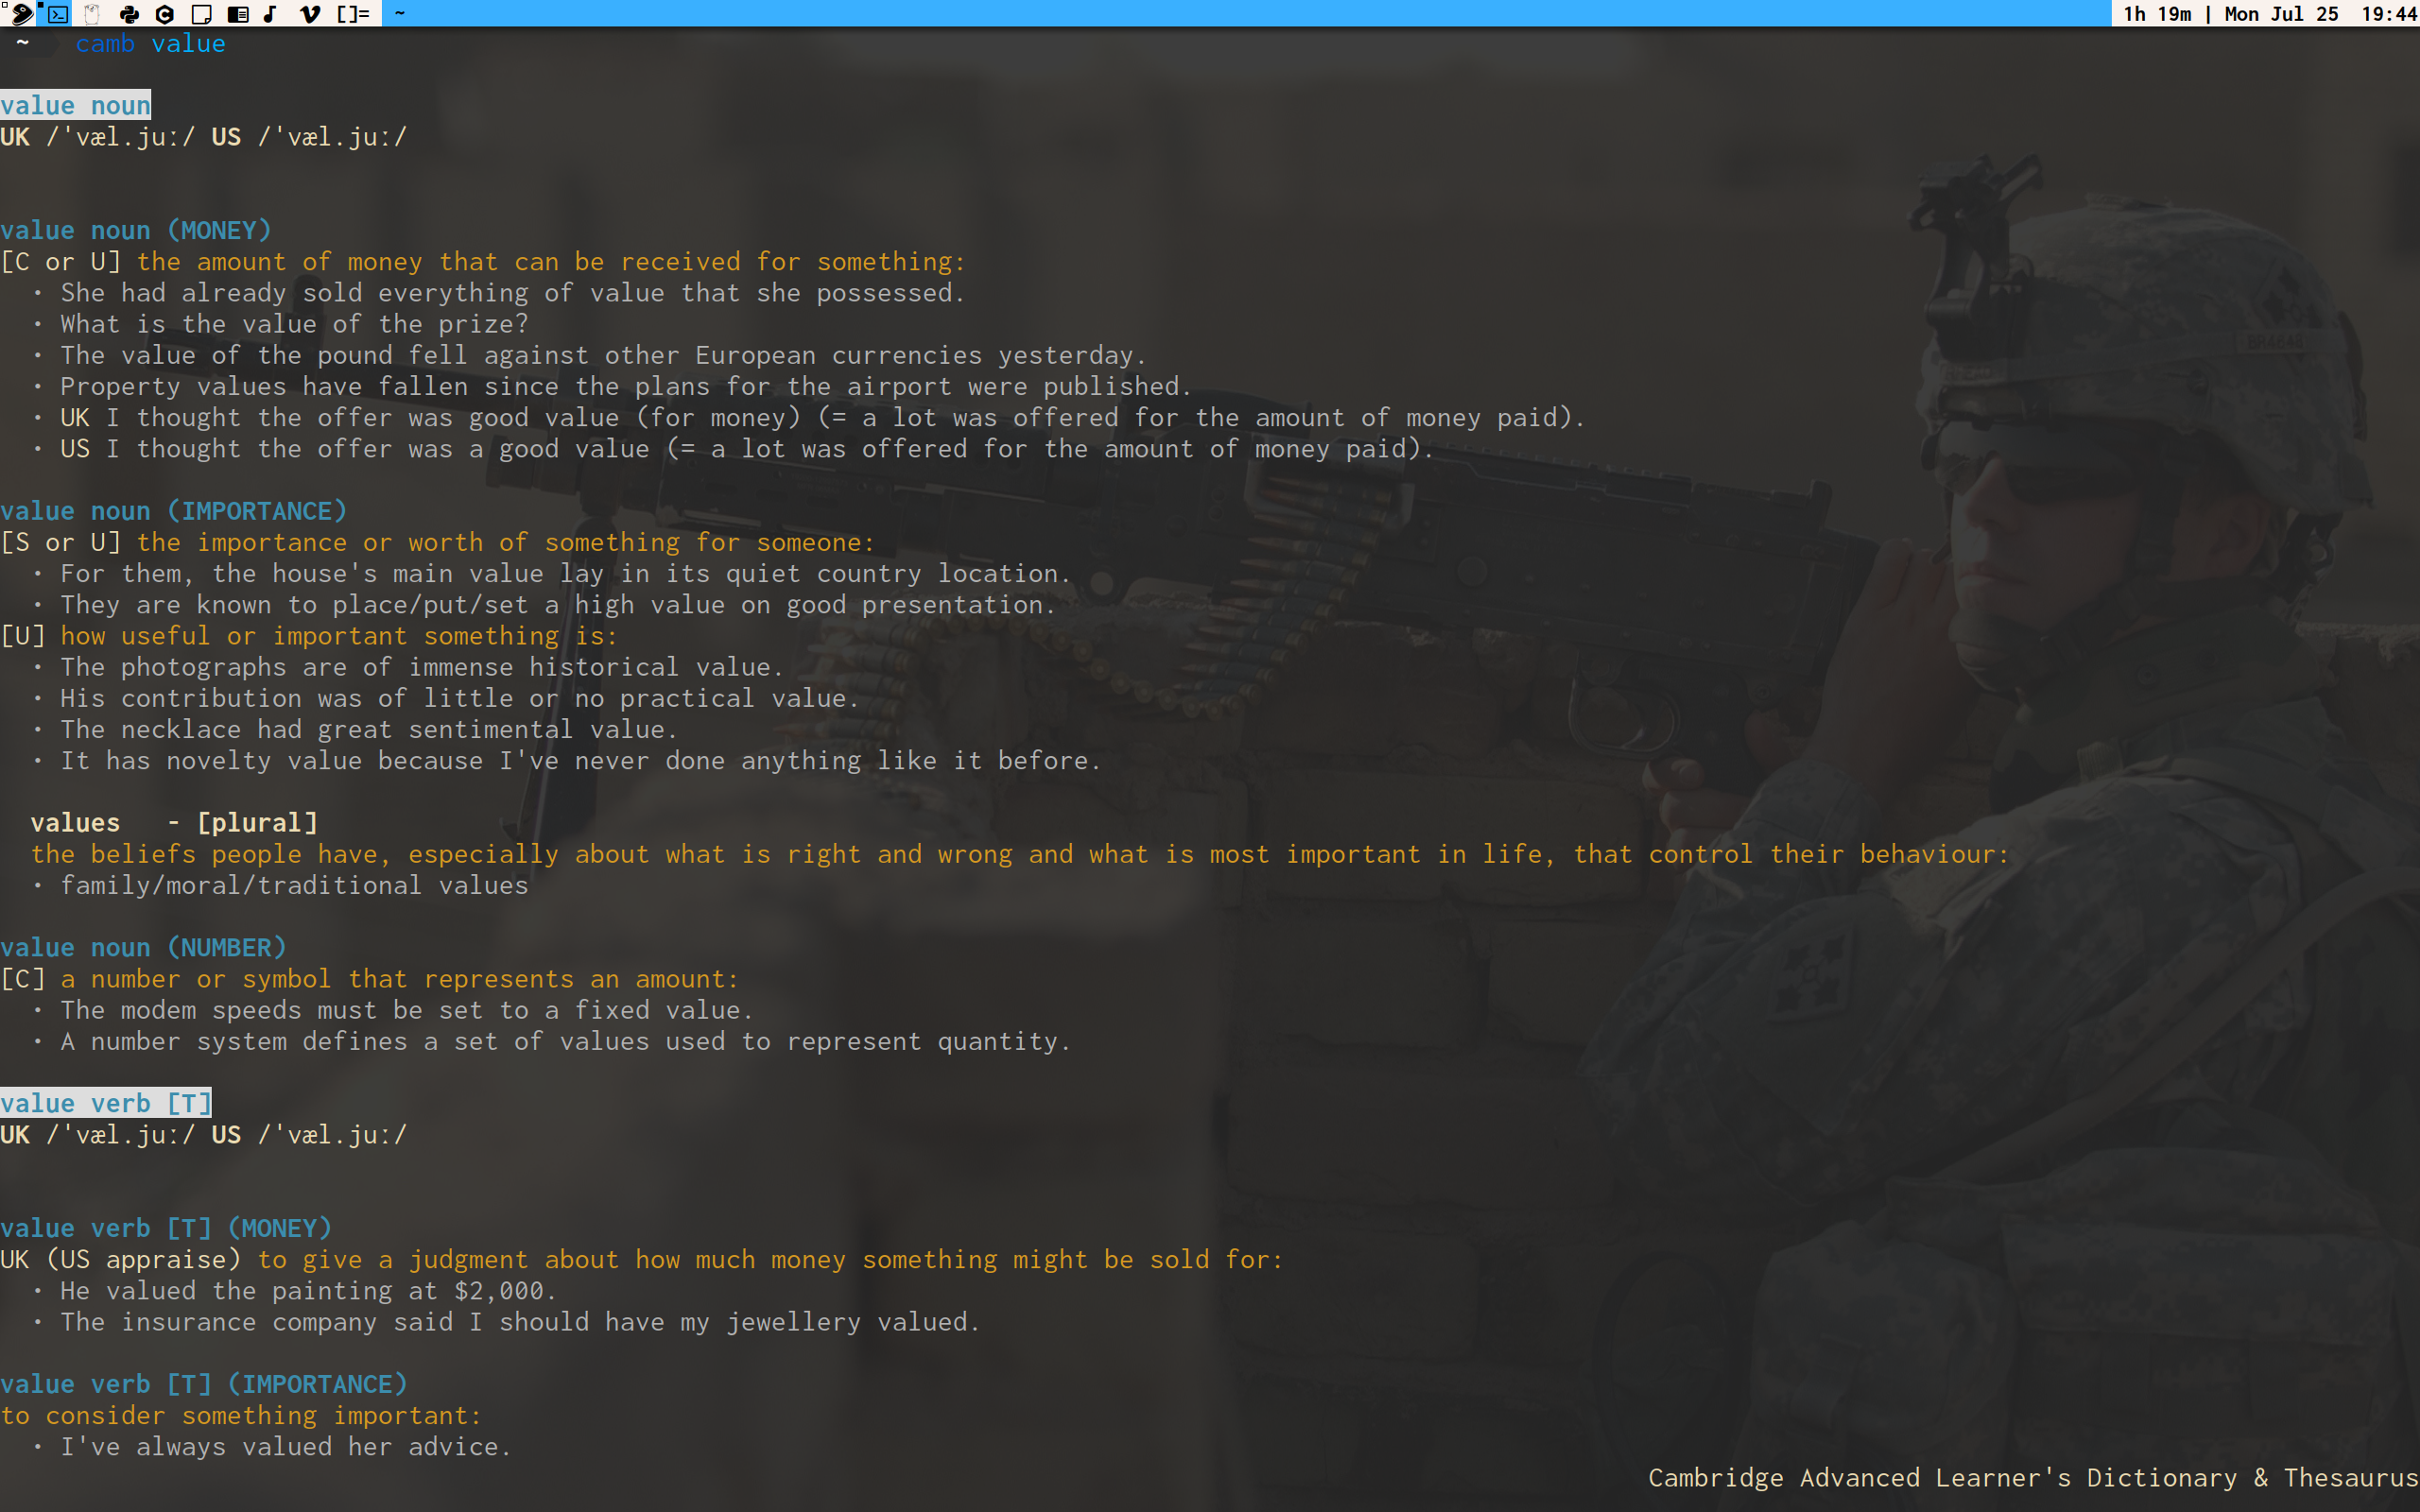 ~ 1h 19m | Mon Jul 25 19:44
~ camb value
value noun
UK /ˈvæl.juː/ US /ˈvæl.juː/
value noun (MONEY)
[C or U] the amount of money that can be received for something:
· She had already sold everything of value that she possessed.
· What is the value of the prize?
· The value of the pound fell against other European currencies yesterday.
· Property values have fallen since the plans for the airport were published.
· UK I thought the offer was good value (for money) (= a lot was offered for the amount of money paid).
· US I thought the offer was a good value (= a lot was offered for the amount of money paid).
value noun (IMPORTANCE)
[S or U] the importance or worth of something for someone:
· For them, the house's main value lay in its quiet country location.
· They are known to place/put/set a high value on good presentation.
[U] how useful or important something is:
· The photographs are of immense historical value.
· His contribution was of little or no practical value.
· The necklace had great sentimental value.
· It has novelty value because I've never done anything like it before.
values - [plural]
the beliefs people have, especially about what is right and wrong and what is most important in life, that control their behaviour:
· family/moral/traditional values
value noun (NUMBER)
[C] a number or symbol that represents an amount:
· The modem speeds must be set to a fixed value.
· A number system defines a set of values used to represent quantity.
value verb [T]
UK /ˈvæl.juː/ US /ˈvæl.juː/
value verb [T] (MONEY)
UK (US appraise) to give a judgment about how much money something might be sold for:
· He valued the painting at $2,000.
· The insurance company said I should have my jewellery valued.
value verb [T] (IMPORTANCE)
to consider something important:
· I've always valued her advice.
Cambridge Advanced Learner's Dictionary & Thesaurus